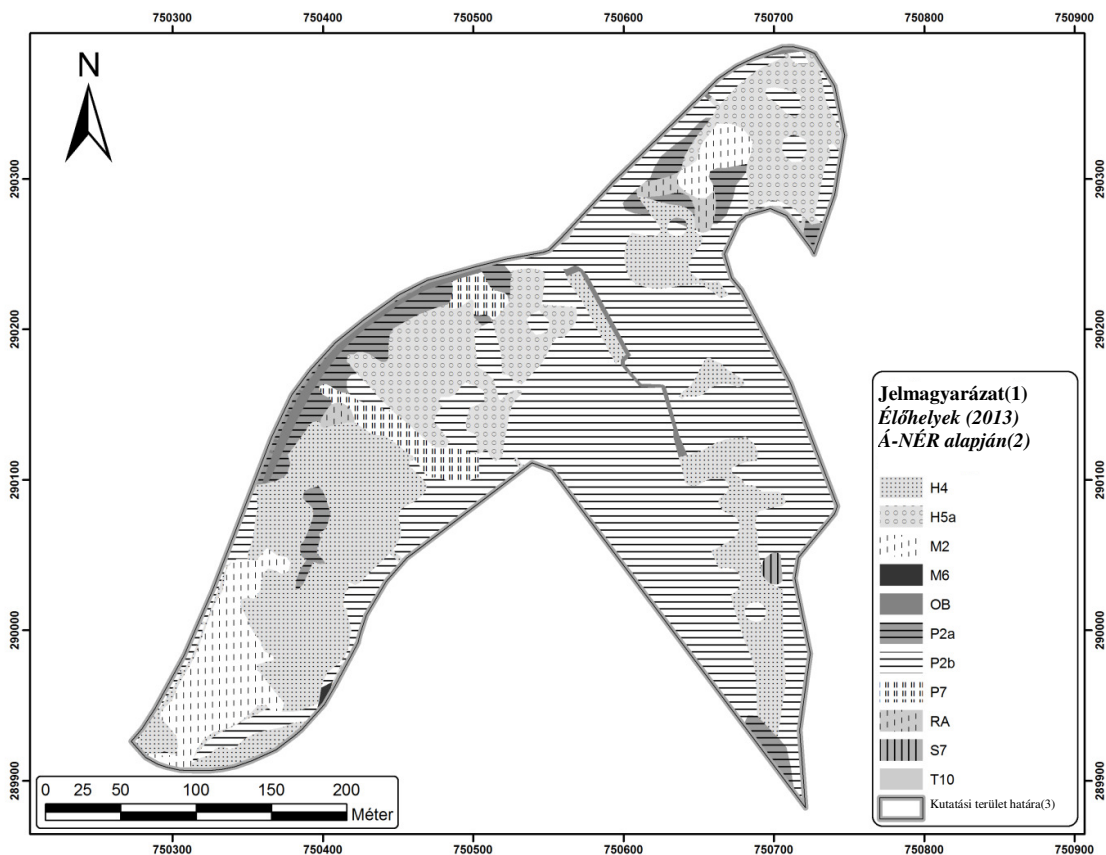 750300 750400 750500 750600 750700 750800 750900
N
290300 290300
290200 290200
290100 290100
290000 290000
289900 289900
Jelmagyarázat(1)
Élőhelyek (2013)
Á-NÉR alapján(2)
H4
H5a
M2
M6
OB
P2a
P2b
P7
RA
S7
T10
Kutatási terület határa(3)
0 25 50 100 150 200
Méter
750300 750400 750500 750600 750700 750800 750900